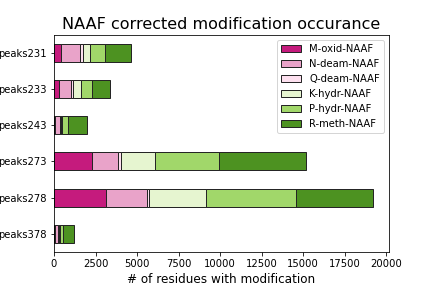 NAAF corrected modification occurance
peaks231
peaks233
peaks243
peaks273
peaks278
peaks378
M-oxid-NAAF
N-deam-NAAF
Q-deam-NAAF
K-hydr-NAAF
P-hydr-NAAF
R-meth-NAAF
0 2500 5000 7500 10000 12500 15000 17500 20000
# of residues with modification